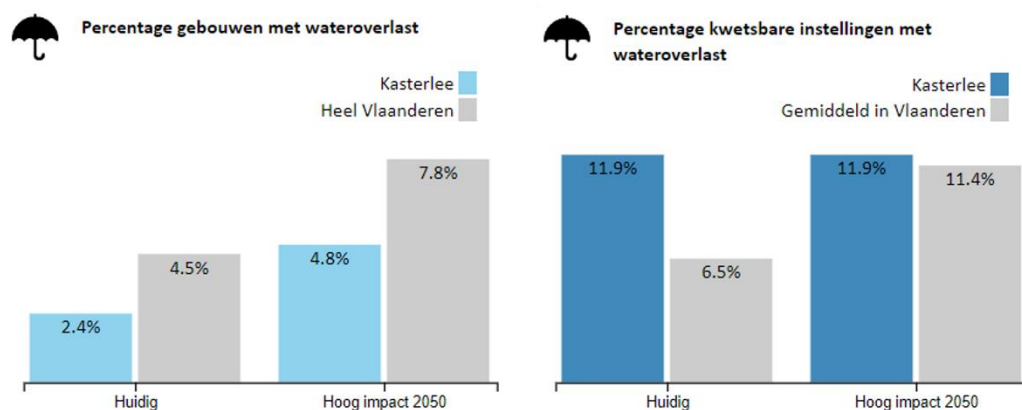 Percentage gebouwen met wateroverlast
Kasterlee
Heel Vlaanderen
2.4%
4.5%
4.8%
7.8%
Huidig
Hoog impact 2050
Percentage kwetsbare instellingen met
wateroverlast
Kasterlee
Gemiddeld in Vlaanderen
11.9%
6.5%
11.9%
11.4%
Huidig
Hoog impact 2050